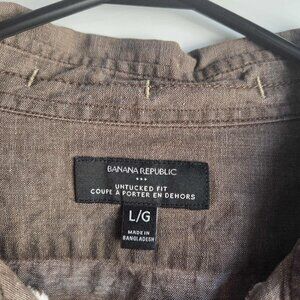 BANANA REPUBLIC
UNTUCKED FIT
COUPE À PORTER EN DEHORS
L/G
MADE IN
BANGLADESH